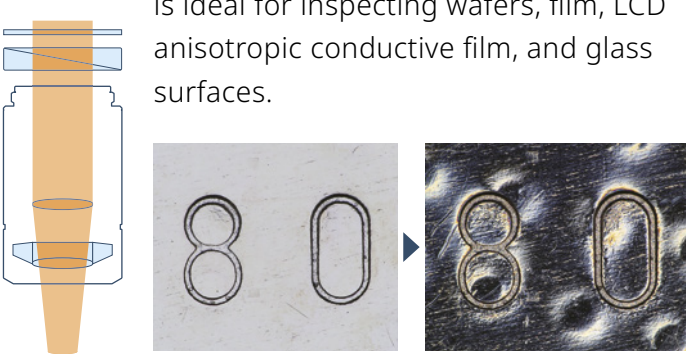 is ideal for inspecting wafers, film, LCD
anisotropic conductive film, and glass
surfaces.
8 0
8 0